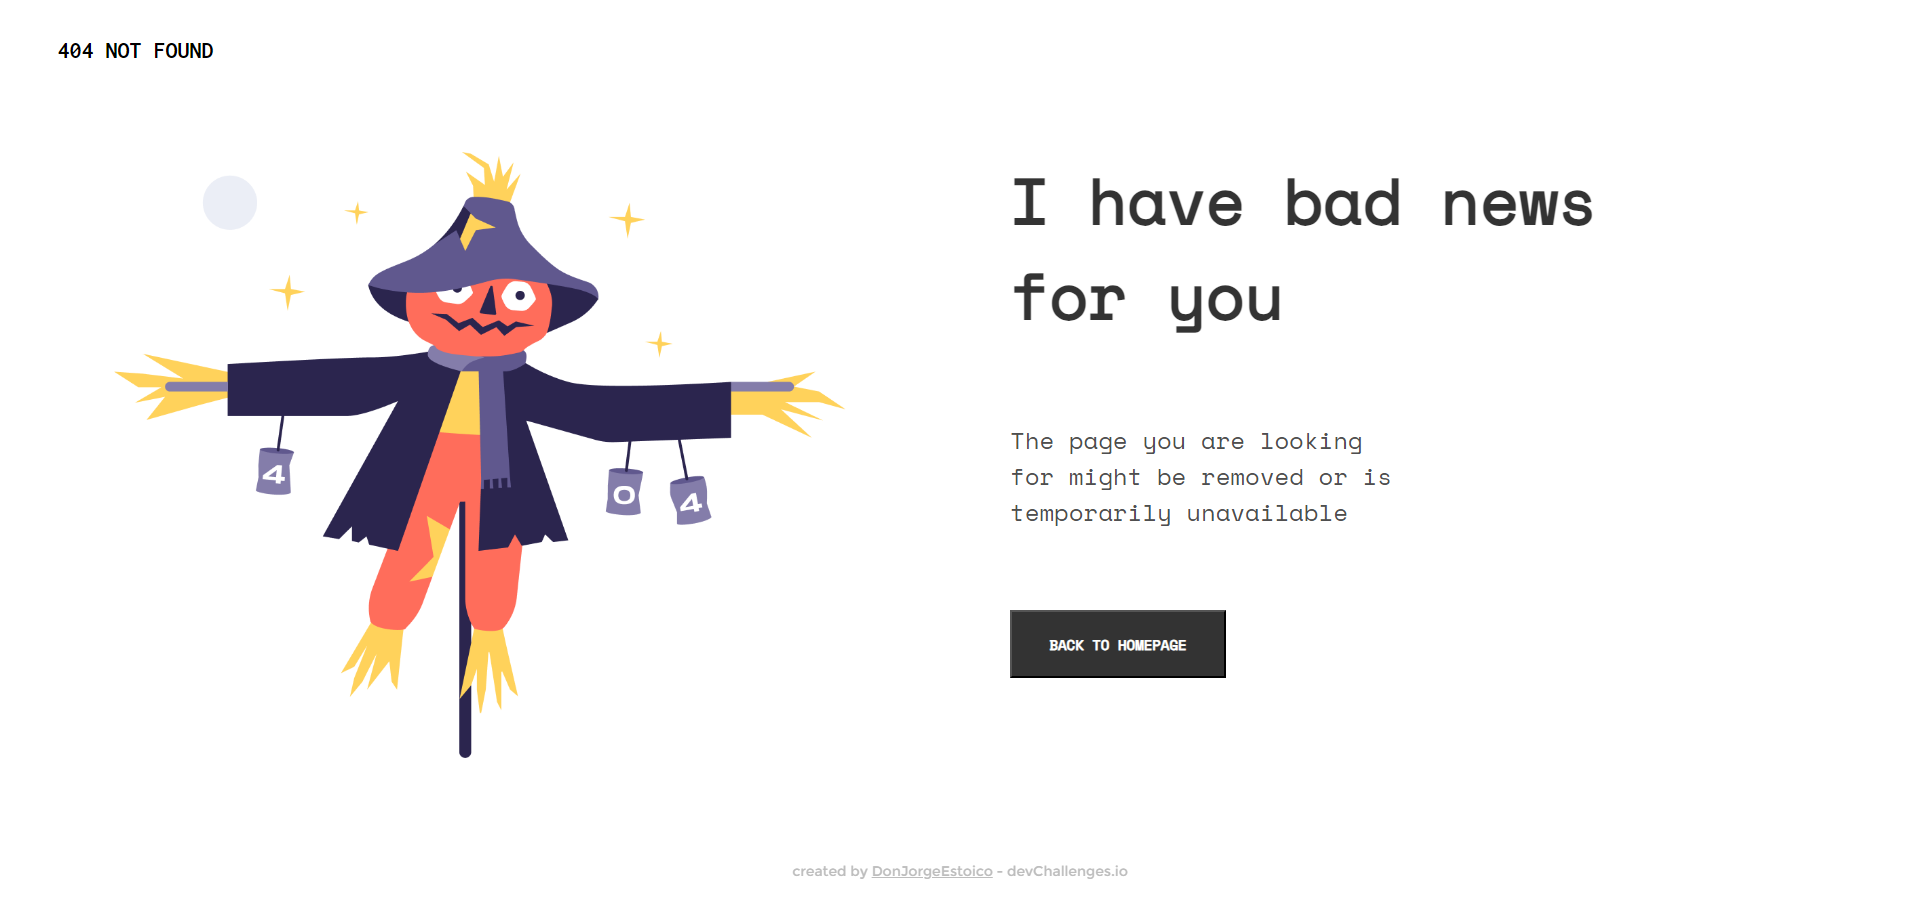 404 NOT FOUND
I have bad news
for you
4
0
4
The page you are looking
for might be removed or is
temporarily unavailable
BACK TO HOMEPAGE
created by DonJorgeEstoico - devChallenges.io